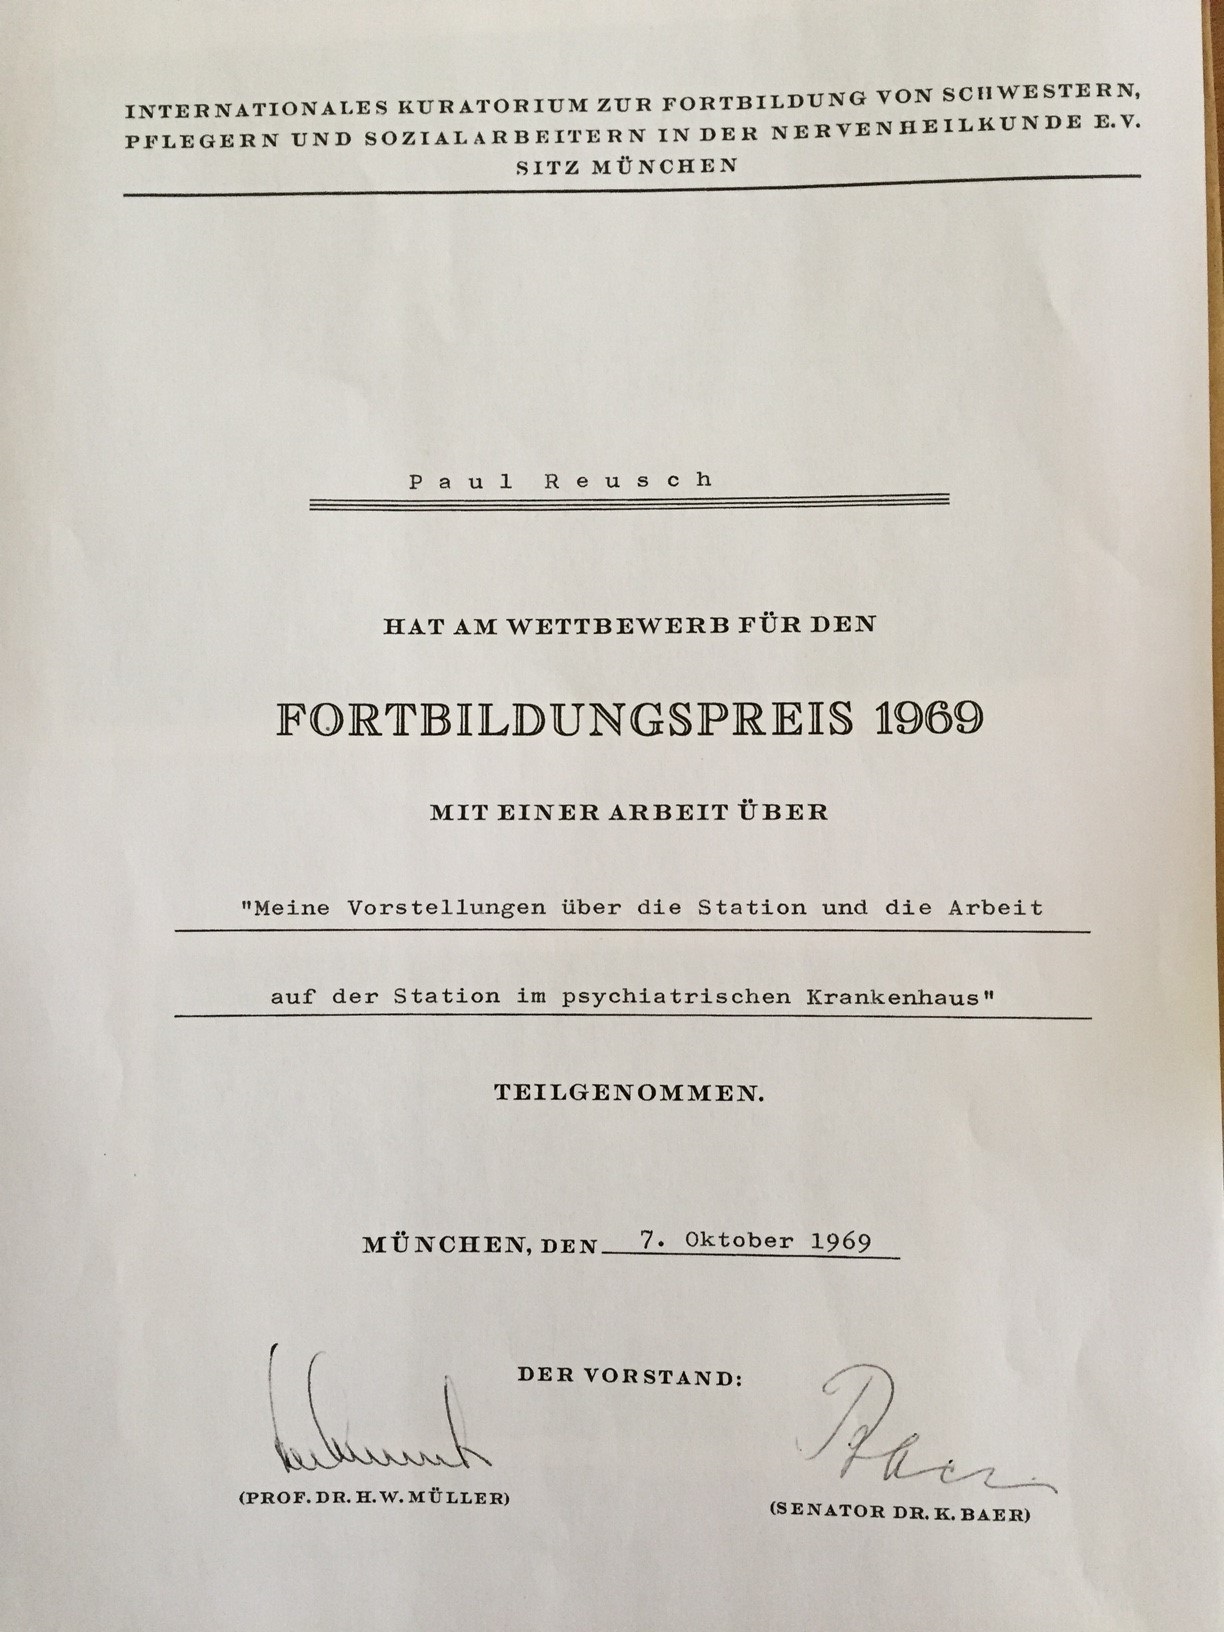 INTERNATIONALES KURATORIUM ZUR FORTBILDUNG VON SCHWESTERN,
PFLEGERN UND SOZIALARBEITERN IN DER NERVENHEILKUNDE E.V.
SITZ MÜNCHEN
Paul Reusch
HAT AM WETTBEWERB FÜR DEN
FORTBILDUNGSPREIS 1969
MIT EINER ARBEIT ÜBER
"Meine Vorstellungen über die Station und die Arbeit
auf der Station im psychiatrischen Krankenhaus"
TEILGENOMMEN.
MÜNCHEN, DEN 7. Oktober 1969
DER VORSTAND:
(PROF. DR. H. W. MÜLLER)
(SENATOR DR. K. BAER)